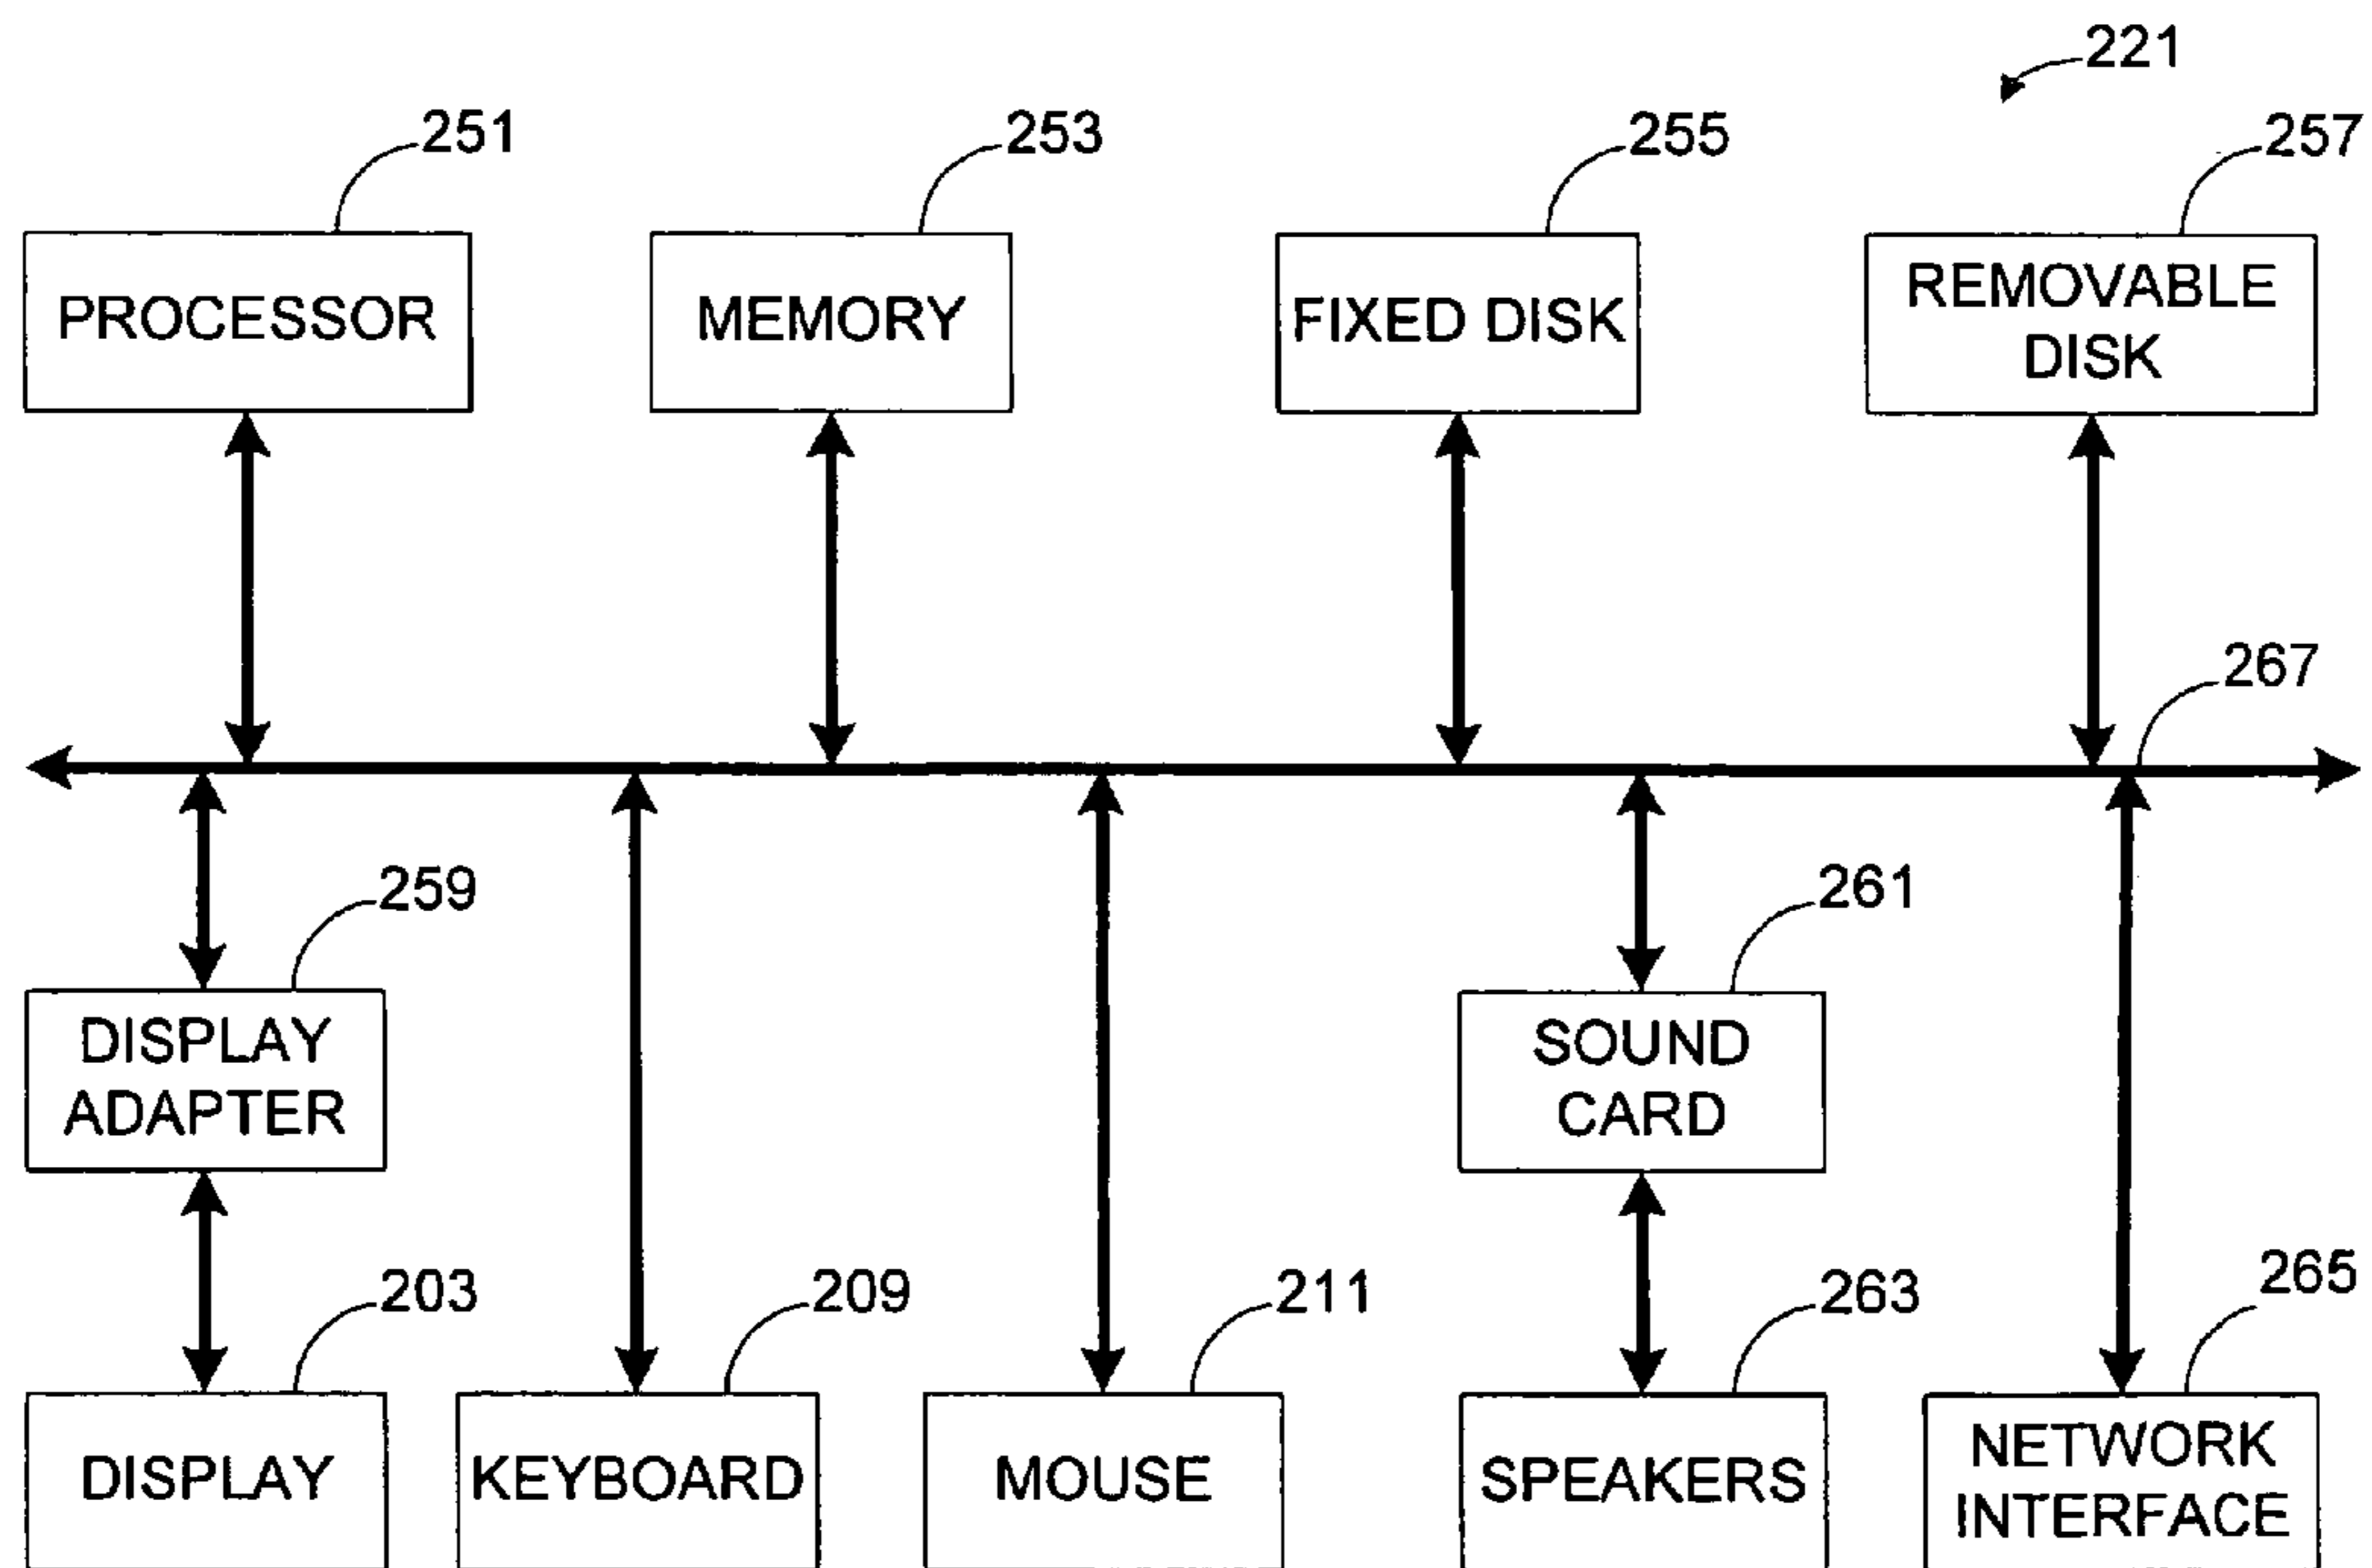 221
251
253
255
257
PROCESSOR
MEMORY
FIXED DISK
REMOVABLE
DISK
267
259
261
DISPLAY
ADAPTER
SOUND
CARD
203
209
211
263
265
DISPLAY
KEYBOARD
MOUSE
SPEAKERS
NETWORK
INTERFACE